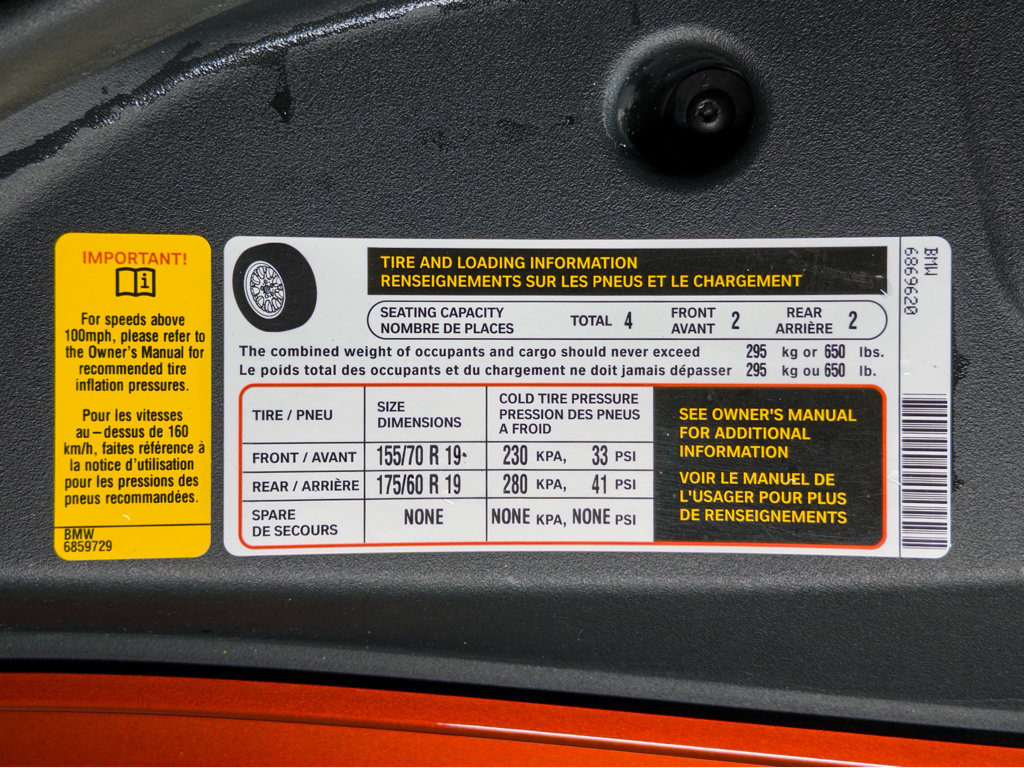 IMPORTANT!
For speeds above
100mph, please refer to
the Owner's Manual for
recommended tire
inflation pressures.
Pour les vitesses
au – dessus de 160
km/h, faites référence à
la notice d'utilisation
pour les pressions des
pneus recommandées.
BMW
6859729
TIRE AND LOADING INFORMATION
RENSEIGNEMENTS SUR LES PNEUS ET LE CHARGEMENT
SEATING CAPACITY
NOMBRE DE PLACES
TOTAL 4
FRONT
AVANT 2
REAR
ARRIÈRE 2
The combined weight of occupants and cargo should never exceed 295 kg or 650 lbs.
Le poids total des occupants et du chargement ne doit jamais dépasser 295 kg ou 650 lb.
TIRE / PNEU
SIZE
DIMENSIONS
COLD TIRE PRESSURE
PRESSION DES PNEUS
A FROID
FRONT / AVANT 155/70 R 19 230 KPA, 33 PSI
REAR / ARRIÈRE 175/60 R 19 280 KPA, 41 PSI
SPARE
DE SECOURS
NONE NONE KPA, NONE PSI
SEE OWNER'S MANUAL
FOR ADDITIONAL
INFORMATION
VOIR LE MANUEL DE
L'USAGER POUR PLUS
DE RENSEIGNEMENTS
BMW
6869620